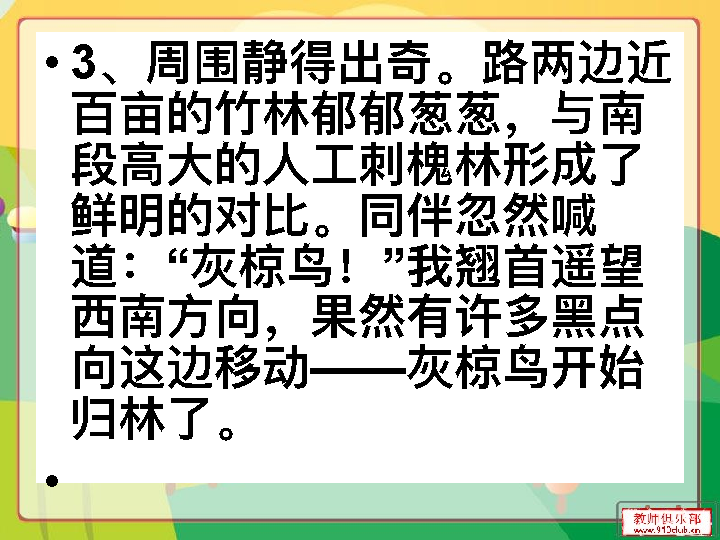 • 3、周围静得出奇。路两边近
百亩的竹林郁郁葱葱，与南
段高大的人工刺槐林形成了
鲜明的对比。同伴忽然喊
道：“灰椋鸟！”我翘首遥望
西南方向，果然有许多黑点
向这边移动——灰椋鸟开始
归林了。
•
教师俱乐部
www.910club.cn